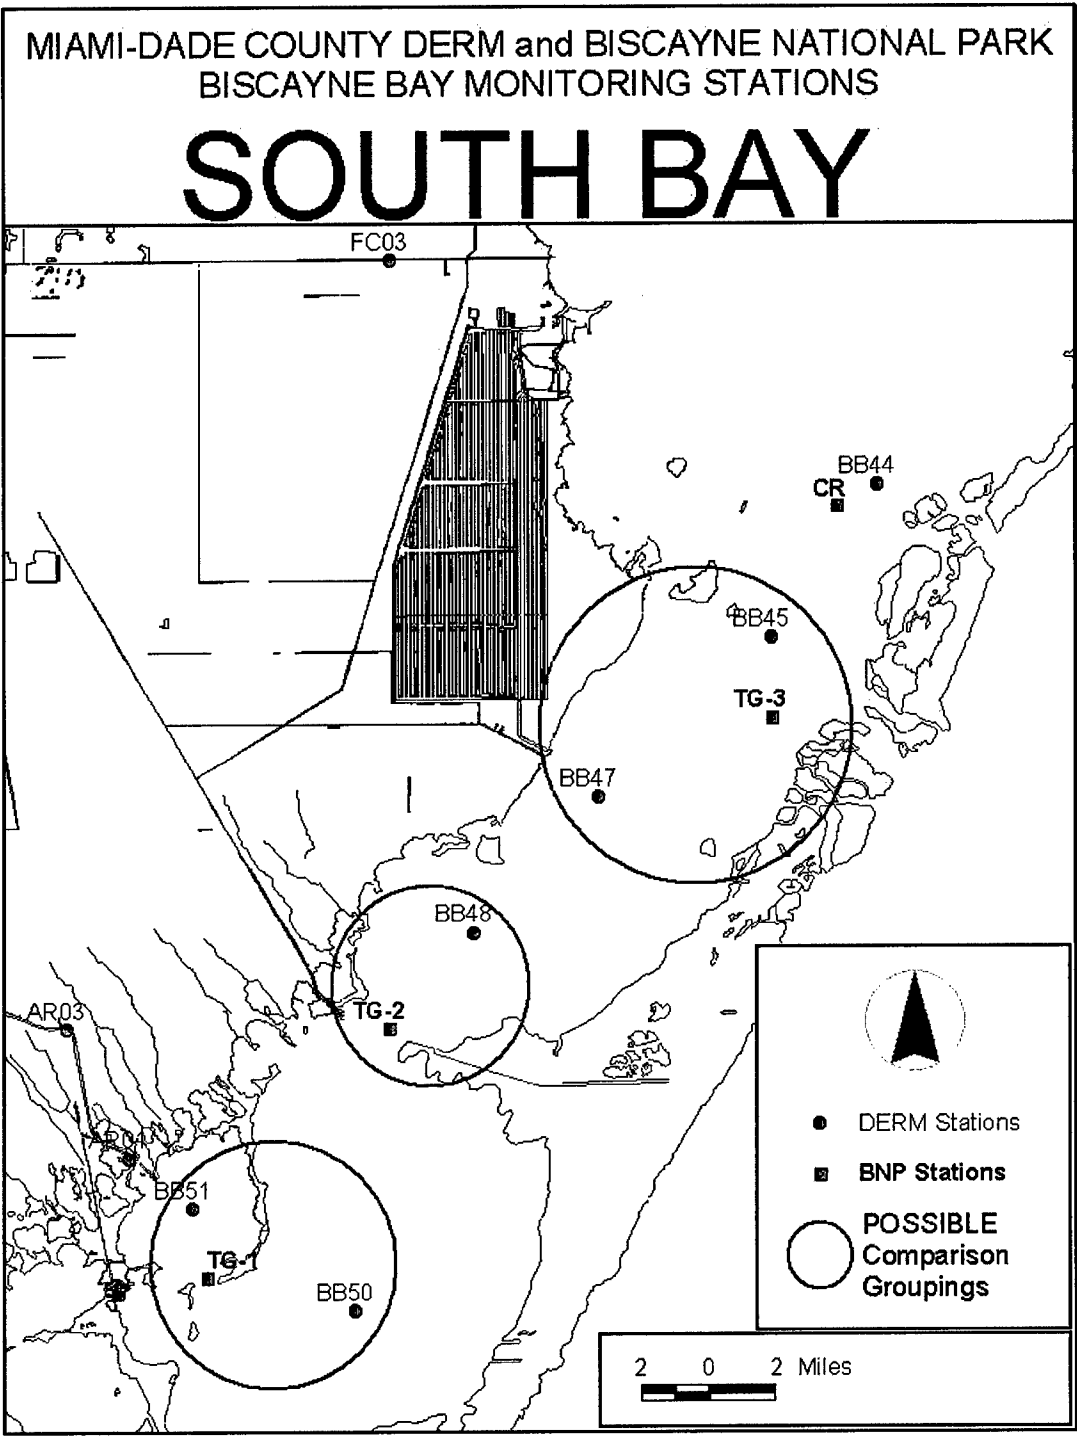 MIAMI-DADE COUNTY DERM and BISCAYNE NATIONAL PARK
BISCAYNE BAY MONITORING STATIONS
SOUTH BAY
FC03
BB44
CR
BB45
TG-3
BB47
BB48
TG-2
AR03
AR04
BB51
TG-1
BB50
DERM Stations
BNP Stations
POSSIBLE
Comparison
Groupings
2 0 2 Miles